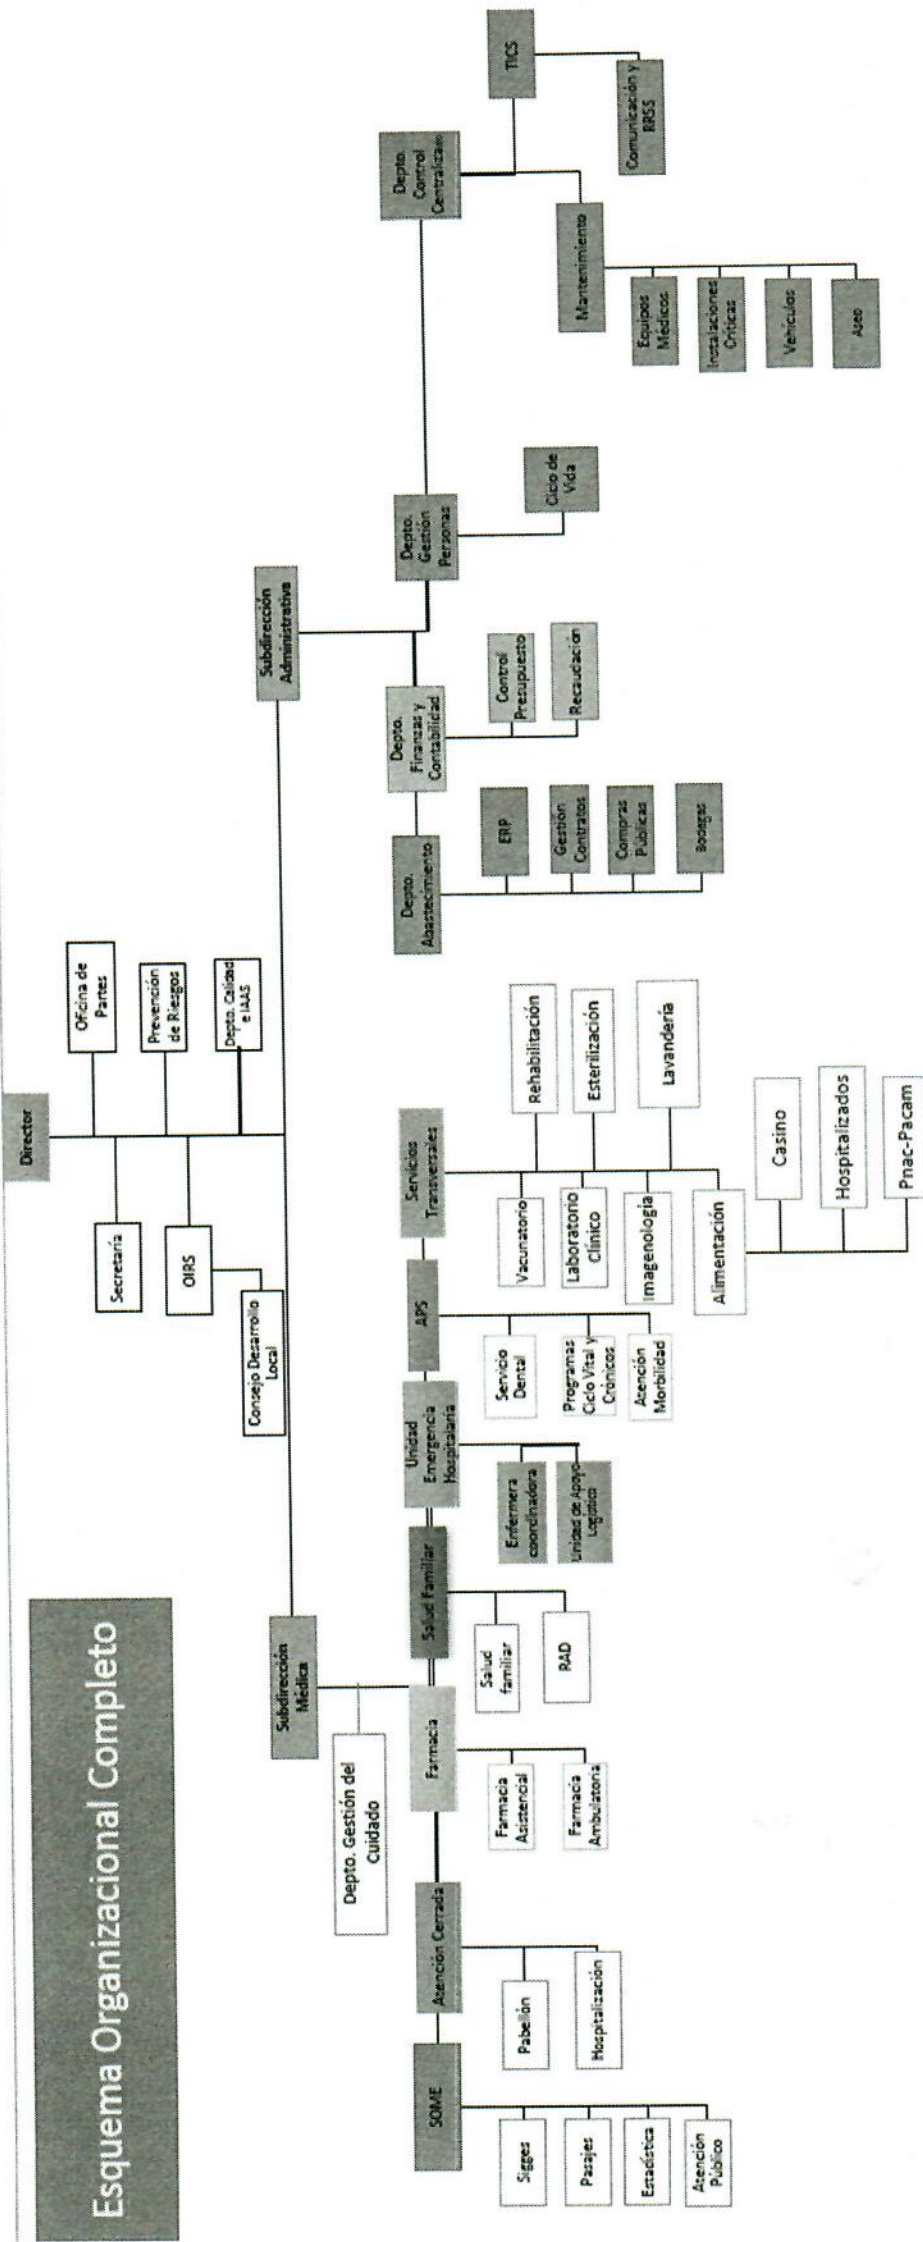 Esquema Organizacional Completo
Director
Secretaría
Oficina de
Partes
OIRS
Prevención
de Riesgos
Consejo Desarrollo
Local
Depto. Calidad
e IAAS
Subdirección
Médica
Subdirección
Administrativa
Depto. Gestión del
Cuidado
SOME
Sigges
Pasajes
Estadística
Atención
Público
Atención Cerrada
Pabellón
Hospitalización
Farmacia
Farmacia
Asistencial
Farmacia
Ambulatoria
Salud Familiar
Salud
familiar
RAD
Unidad
Emergencia
Hospitalaria
Enfermera
coordinadora
Unidad de Apoyo
Logístico
APS
Servicio
Dental
Programas
Ciclo Vital y
Crónicos
Atención
Morbilidad
Servicios
Transversales
Vacunatorio
Rehabilitación
Laboratorio
Clínico
Esterilización
Imagenología
Lavandería
Alimentación
Casino
Hospitalizados
Pnac-Pacam
Depto.
Abastecimiento
ERP
Gestión
Contratos
Compras
Públicas
Bodegas
Depto.
Finanzas y
Contabilidad
Control
Presupuesto
Recaudación
Depto.
Gestión
Personas
Ciclo de
Vida
Depto.
Control
Centralizado
Mantenimiento
Equipos
Médicos
Instalaciones
Críticas
Vehículos
Aseo
TICS
Comunicación y
RRSS